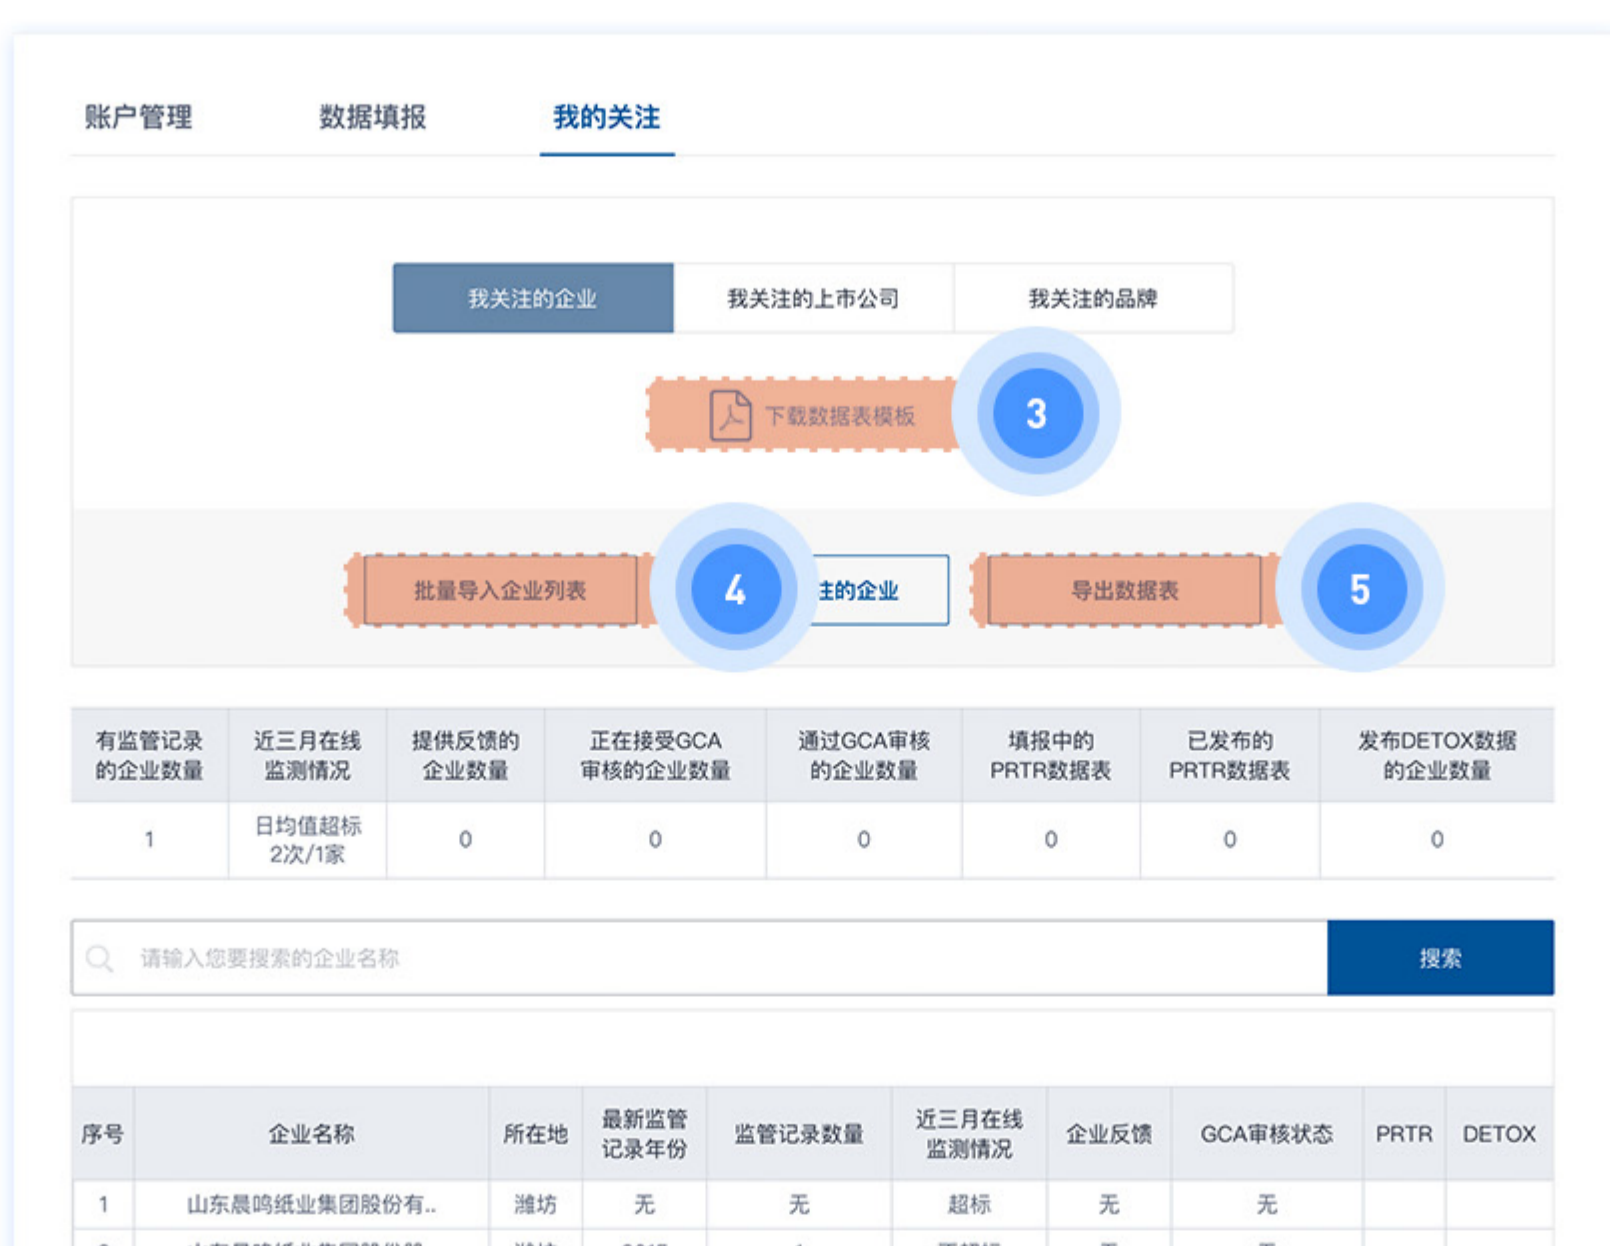 账户管理 数据填报 我的关注
我关注的企业 我关注的上市公司 我关注的品牌
下载数据表模板 3
批量导入企业列表 4 注的企业 导出数据表 5
有监管记录的企业数量 近三月在线监测情况 提供反馈的企业数量 正在接受GCA审核的企业数量 通过GCA审核的企业数量 填报中的PRTR数据表 已发布的PRTR数据表 发布DETOX数据的企业数量
1 日均值超标2次/1家 0 0 0 0 0 0
请输入您要搜索的企业名称 搜索
序号 企业名称 所在地 最新监管记录年份 监管记录数量 近三月在线监测情况 企业反馈 GCA审核状态 PRTR DETOX
1 山东晨鸣纸业集团股份有.. 潍坊 无 无 超标 无 无